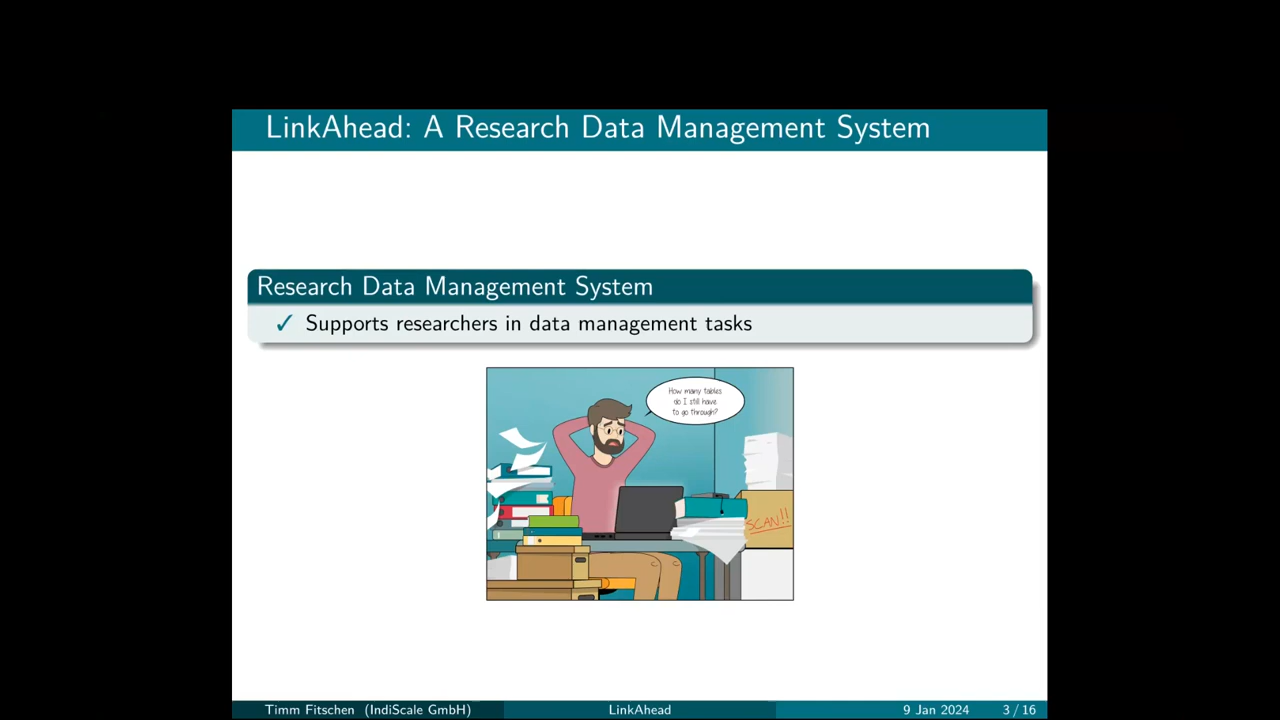 LinkAhead: A Research Data Management System
Research Data Management System
✓ Supports researchers in data management tasks
How many tables
do I still have
to go through?
SCAN!!
Timm Fitschen (IndiScale GmbH) LinkAhead 9 Jan 2024 3 / 16